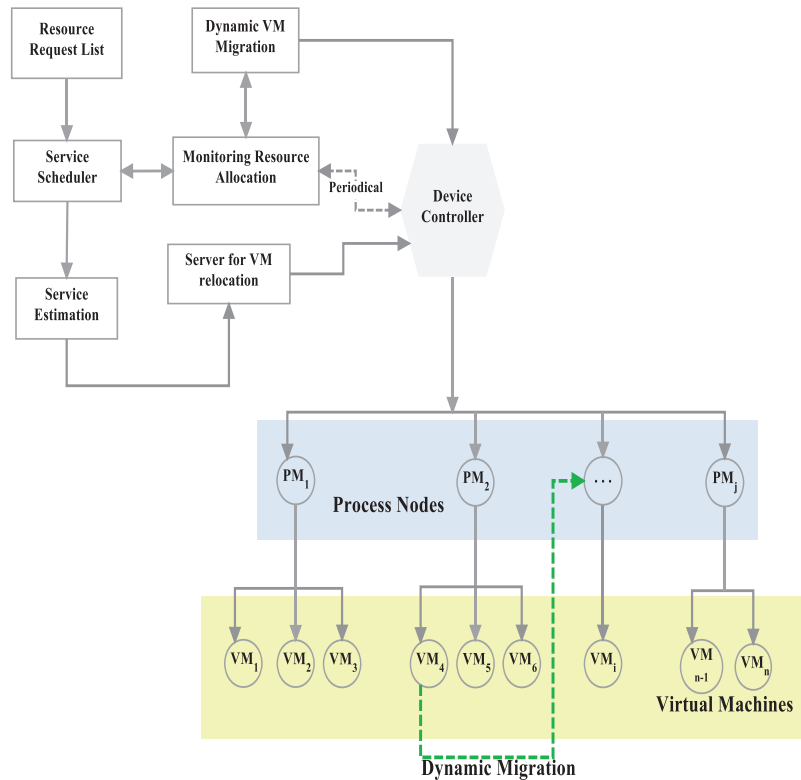 Resource
Request List
Dynamic VM
Migration
Service
Scheduler
Monitoring Resource
Allocation
Periodical
Device
Controller
Server for VM
relocation
Service
Estimation
PM1
PM2
...
PMj
Process Nodes
VM1
VM2
VM3
VM4
VM5
VM6
VMi
VM
n-1
VMn
Virtual Machines
Dynamic Migration